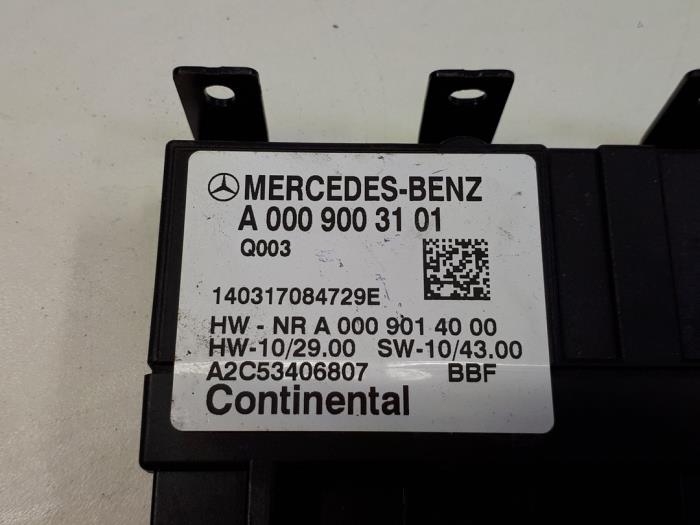 MERCEDES-BENZ
A 000 900 31 01
Q003
140317084729E
HW - NR A 000 901 40 00
HW-10/29.00 SW-10/43.00
A2C53406807 BBF
Continental